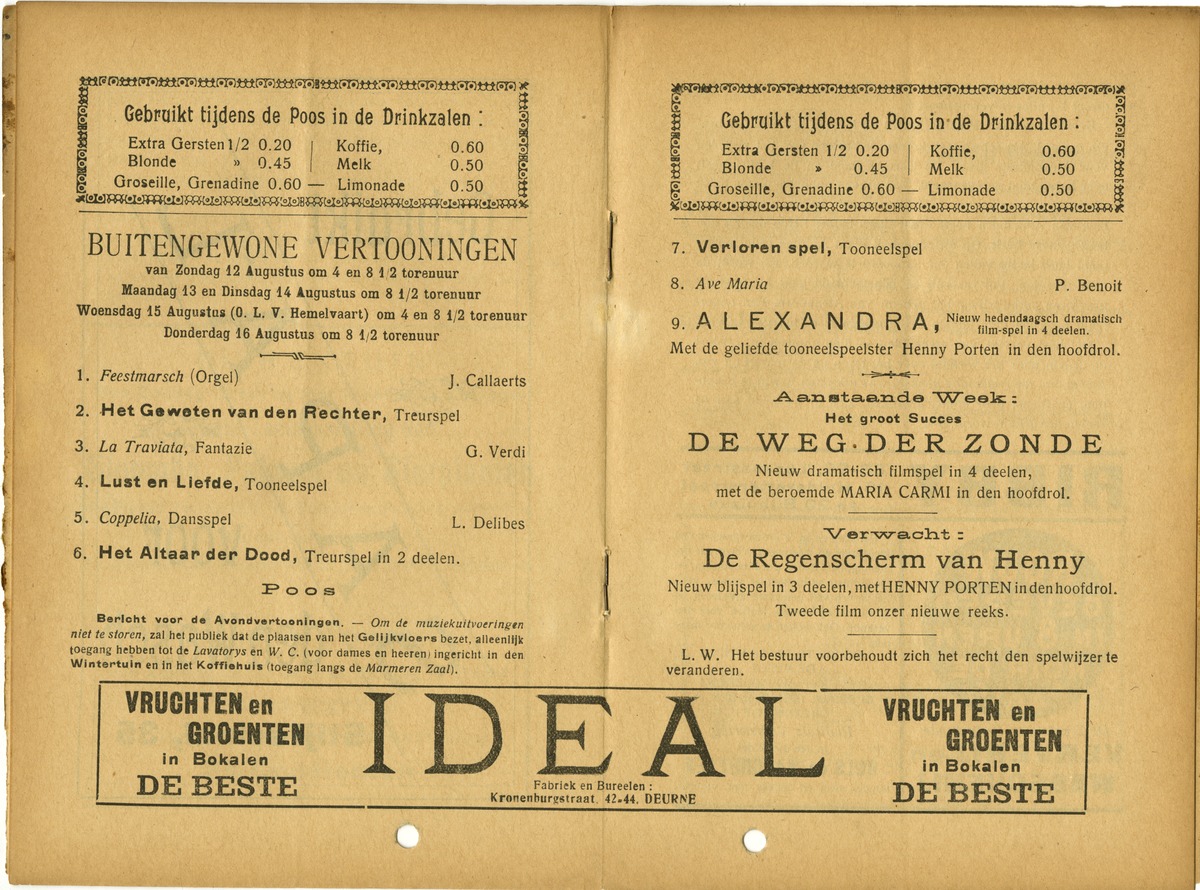 Gebruikt tijdens de Poos in de Drinkzalen :
Extra Gersten 1/2 0.20 | Koffie, 0.60
Blonde » 0.45 | Melk 0.50
Groseille, Grenadine 0.60 — Limonade 0.50
BUITENGEWONE VERTOONINGEN
van Zondag 12 Augustus om 4 en 8 1/2 torenuur
Maandag 13 en Dinsdag 14 Augustus om 8 1/2 torenuur
Woensdag 15 Augustus (O. L. V. Hemelvaart) om 4 en 8 1/2 torenuur
Donderdag 16 Augustus om 8 1/2 torenuur
1. Feestmarsch (Orgel) J. Callaerts
2. Het Geweten van den Rechter, Treurspel
3. La Traviata, Fantazie G. Verdi
4. Lust en Liefde, Tooneelspel
5. Coppelia, Dansspel L. Delibes
6. Het Altaar der Dood, Treurspel in 2 deelen.
Poos
Bericht voor de Avondvertooningen. — Om de muziekuitvoeringen
niet te storen, zal het publiek dat de plaatsen van het Gelijkvloers bezet, alleenlijk
toegang hebben tot de Lavatorys en W. C. (voor dames en heeren) ingericht in den
Wintertuin en in het Koffiehuis (toegang langs de Marmeren Zaal).
Gebruikt tijdens de Poos in de Drinkzalen :
Extra Gersten 1/2 0.20 | Koffie, 0.60
Blonde » 0.45 | Melk 0.50
Groseille, Grenadine 0.60 — Limonade 0.50
7. Verloren spel, Tooneelspel
8. Ave Maria P. Benoit
9. ALEXANDRA, Nieuw hedendaagsch dramatisch
film-spel in 4 deelen.
Met de geliefde tooneelspeelster Henny Porten in den hoofdrol.
Aanstaande Week :
Het groot Succes
DE WEG DER ZONDE
Nieuw dramatisch filmspel in 4 deelen,
met de beroemde MARIA CARMI in den hoofdrol.
Verwacht :
De Regenscherm van Henny
Nieuw blijspel in 3 deelen, met HENNY PORTEN in den hoofdrol.
Tweede film onzer nieuwe reeks.
L. W. Het bestuur voorbehoudt zich het recht den spelwijzer te
veranderen.
VRUCHTEN en
GROENTEN
in Bokalen
DE BESTE
IDEAL
Fabriek en Bureelen :
Kronenburgstraat, 42-44, DEURNE
VRUCHTEN en
GROENTEN
in Bokalen
DE BESTE